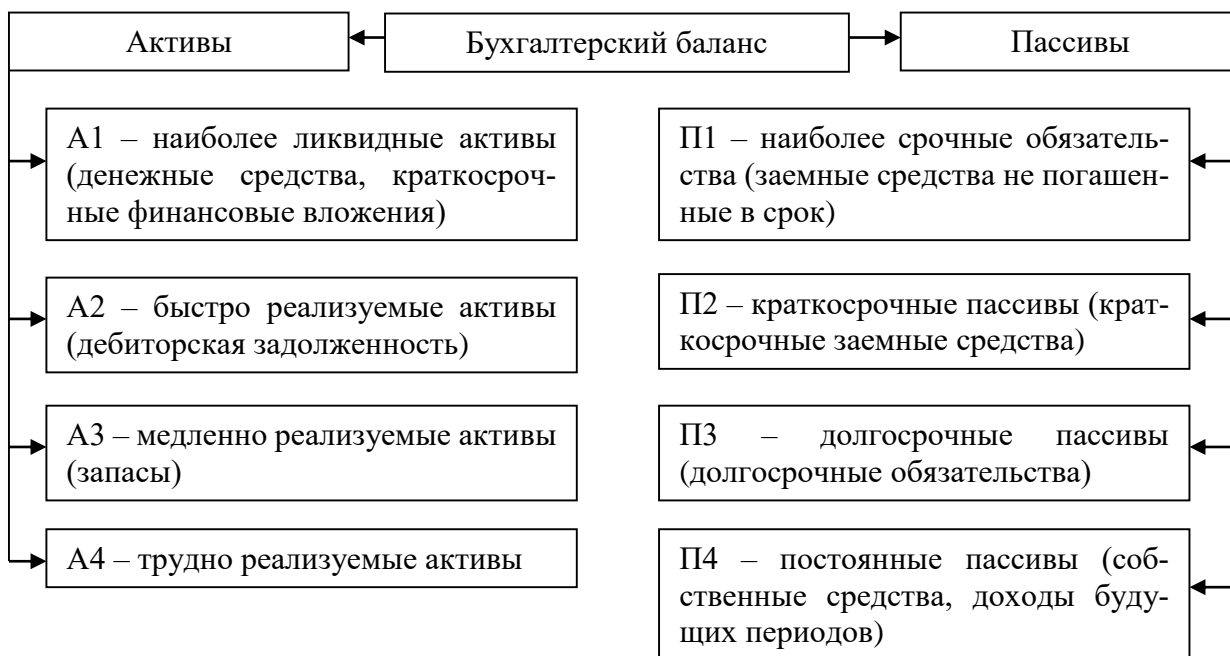 Активы
Бухгалтерский баланс
Пассивы
А1 – наиболее ликвидные активы
(денежные средства, краткосроч-
ные финансовые вложения)
А2 – быстро реализуемые активы
(дебиторская задолженность)
А3 – медленно реализуемые активы
(запасы)
А4 – трудно реализуемые активы
П1 – наиболее срочные обязатель-
ства (заемные средства не погашен-
ные в срок)
П2 – краткосрочные пассивы (крат-
косрочные заемные средства)
П3 – долгосрочные пассивы
(долгосрочные обязательства)
П4 – постоянные пассивы (соб-
ственные средства, доходы буду-
щих периодов)